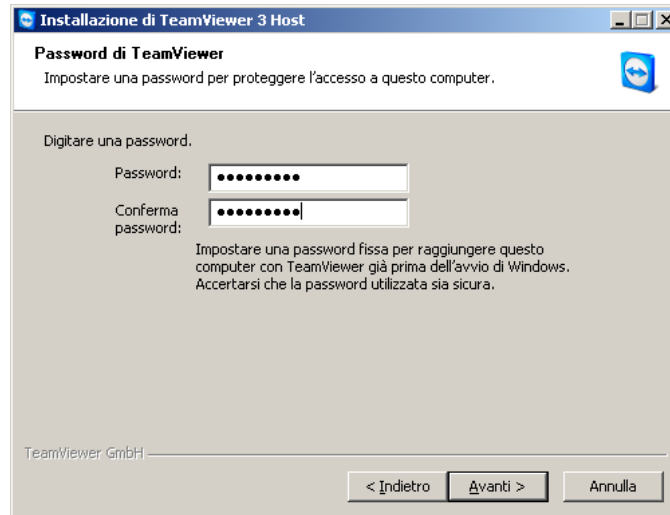 Installazione di TeamViewer 3 Host
Password di TeamViewer
Impostare una password per proteggere l'accesso a questo computer.
Digitare una password.
Password: ●●●●●●●●●
Conferma
password: ●●●●●●●●●
Impostare una password fissa per raggiungere questo
computer con TeamViewer già prima dell'avvio di Windows.
Accertarsi che la password utilizzata sia sicura.
TeamViewer GmbH
< Indietro Avanti > Annulla